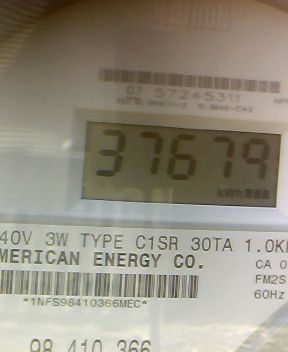 07 57245311
37679
kWh
40V 3W TYPE C1SR 30TA 1.0K
MERICAN ENERGY CO.
CA 0
FM2S
60Hz
*1NFS98410366MEC*
98 410 366